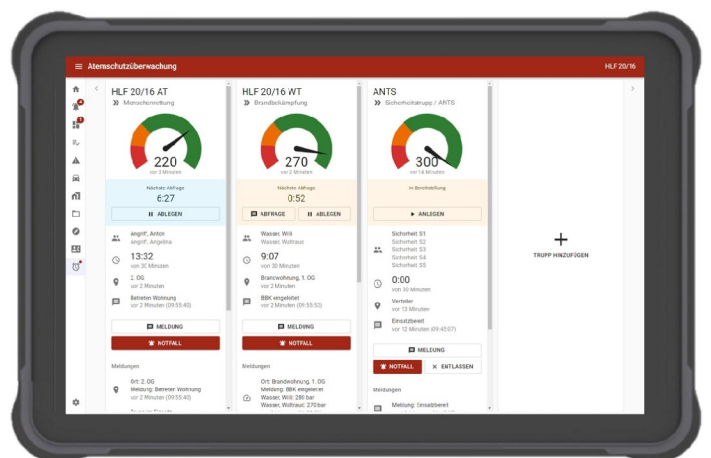 Atemschutzüberwachung
HLF 20/16
4
1
HLF 20/16 AT
Menschenrettung
220
vor 3 Minuten
Nächste Abfrage
6:27
ABLEGEN
Angriff, Anton
Angriff, Angelina
13:32
von 30 Minuten
2. OG
vor 2 Minuten
Betreten Wohnung
vor 2 Minuten (09:55:40)
MELDUNG
NOTFALL
Meldungen
Ort: 2. OG
Meldung: Betreten Wohnung
vor 2 Minuten (09:55:40)
HLF 20/16 WT
Brandbekämpfung
270
vor 2 Minuten
Nächste Abfrage
0:52
ABFRAGE
ABLEGEN
Wasser, Willi
Wasser, Waltraud
9:07
von 30 Minuten
Brandwohnung, 1. OG
vor 2 Minuten
BBK eingeleitet
vor 2 Minuten (09:55:53)
MELDUNG
NOTFALL
Meldungen
Ort: Brandwohnung, 1. OG
Meldung: BBK eingeleitet
Wasser, Willi: 280 bar
Wasser, Waltraud: 270 bar
ANTS
Sicherheitstrupp / ANTS
300
vor 14 Minuten
In Bereitstellung
ANLEGEN
Sicherheit S1
Sicherheit S2
Sicherheit S3
Sicherheit S4
Sicherheit S5
0:00
von 30 Minuten
Verteiler
vor 13 Minuten
Einsatzbereit
vor 12 Minuten (09:45:07)
MELDUNG
NOTFALL
ENTLASSEN
Meldungen
Meldung: Einsatzbereit
TRUPP HINZUFÜGEN